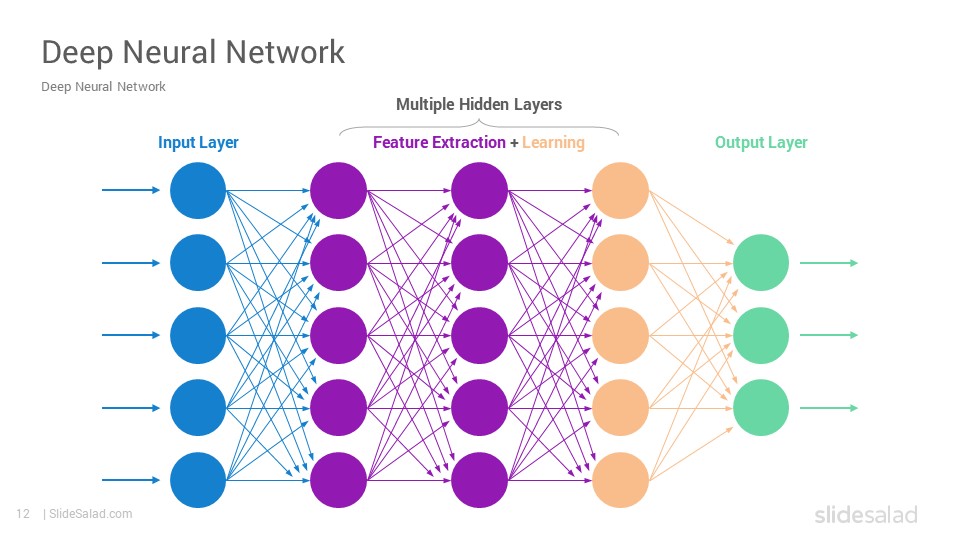 Deep Neural Network
Deep Neural Network
Multiple Hidden Layers
Input Layer
Feature Extraction + Learning
Output Layer
12 | SlideSalad.com
slidesalad